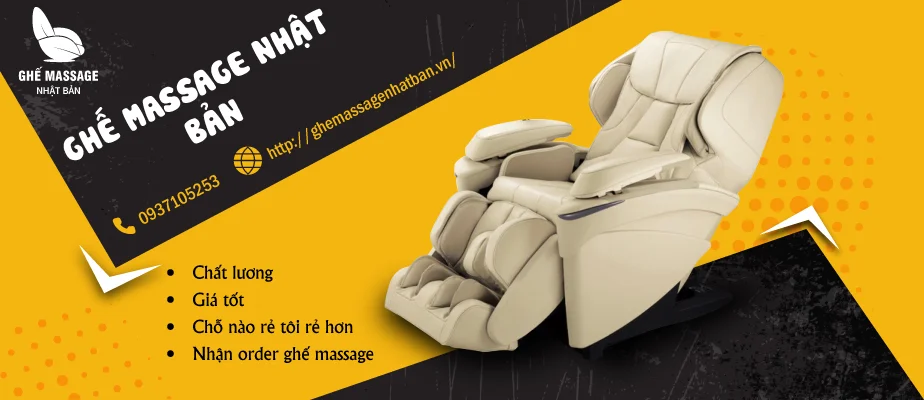 GHẾ MASSAGE
NHẬT BẢN
GHẾ MASSAGE NHẬT
BẢN
http://ghemassagenhatban.vn/
0937105253
• Chất lương
• Giá tốt
• Chỗ nào rẻ tôi rẻ hơn
• Nhận order ghế massage